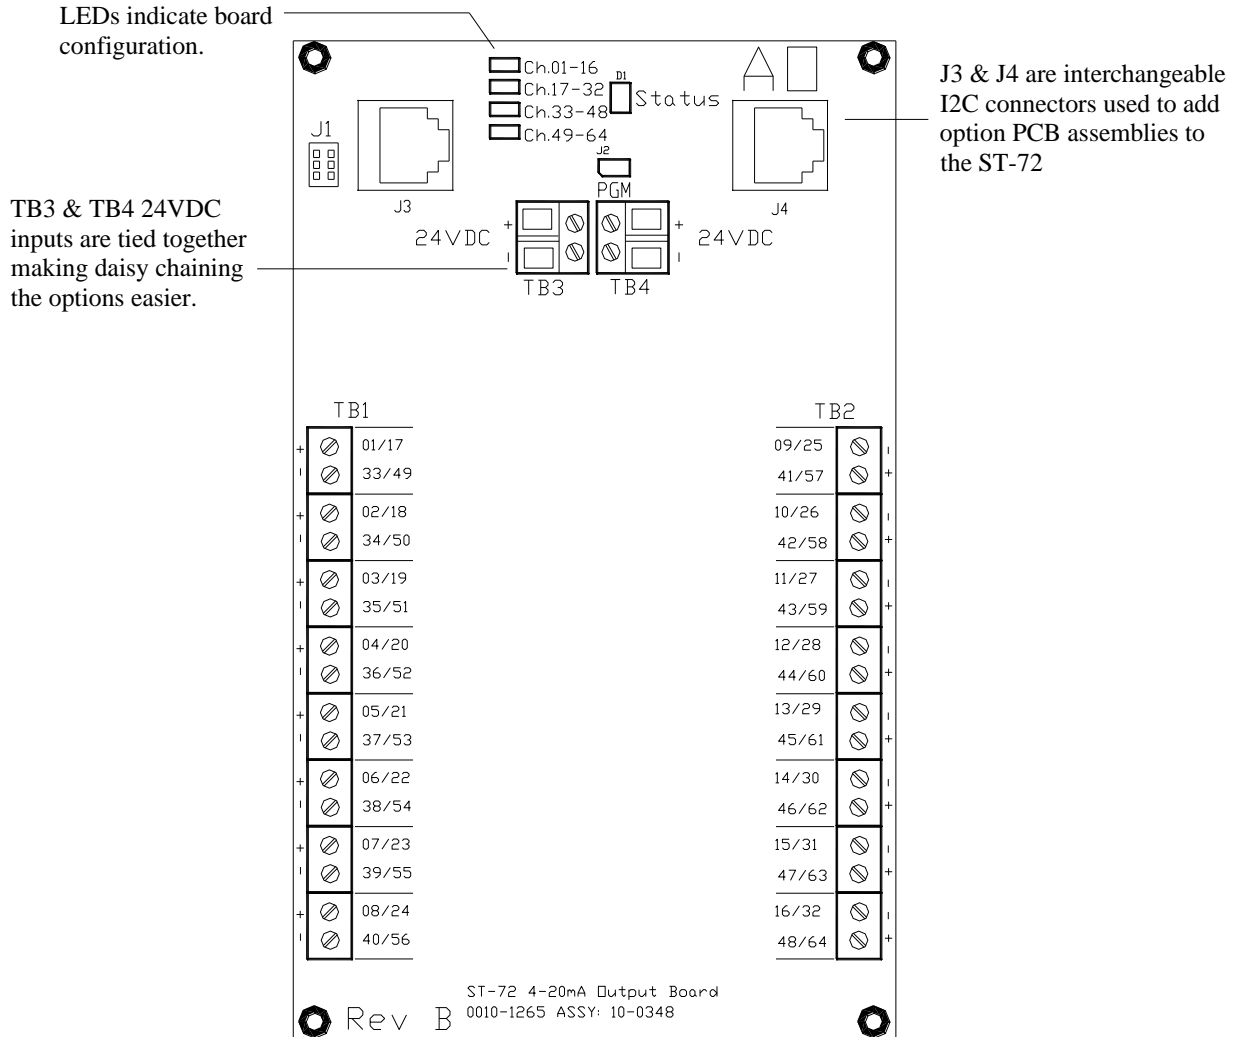 LEDs indicate board
configuration.
Ch.01-16
Ch.17-32
Ch.33-48
Ch.49-64
D1
Status
J1
J3
J2
PGM
J4
J3 & J4 are interchangeable
I2C connectors used to add
option PCB assemblies to
the ST-72
TB3 & TB4 24VDC
inputs are tied together
making daisy chaining
the options easier.
+ 24VDC -
+ 24VDC -
TB3
TB4
TB1
+ 01/17
- 33/49
+ 02/18
- 34/50
+ 03/19
- 35/51
+ 04/20
- 36/52
+ 05/21
- 37/53
+ 06/22
- 38/54
+ 07/23
- 39/55
+ 08/24
- 40/56
TB2
09/25 -
41/57 +
10/26 -
42/58 +
11/27 -
43/59 +
12/28 -
44/60 +
13/29 -
45/61 +
14/30 -
46/62 +
15/31 -
47/63 +
16/32 -
48/64 +
Rev B
ST-72 4-20mA Output Board
0010-1265 ASSY: 10-0348